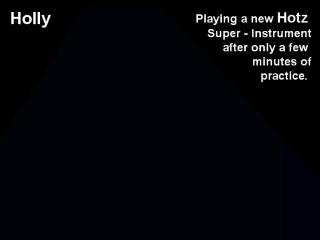 Holly
Playing a new Hotz
Super - Instrument
after only a few
minutes of
practice.